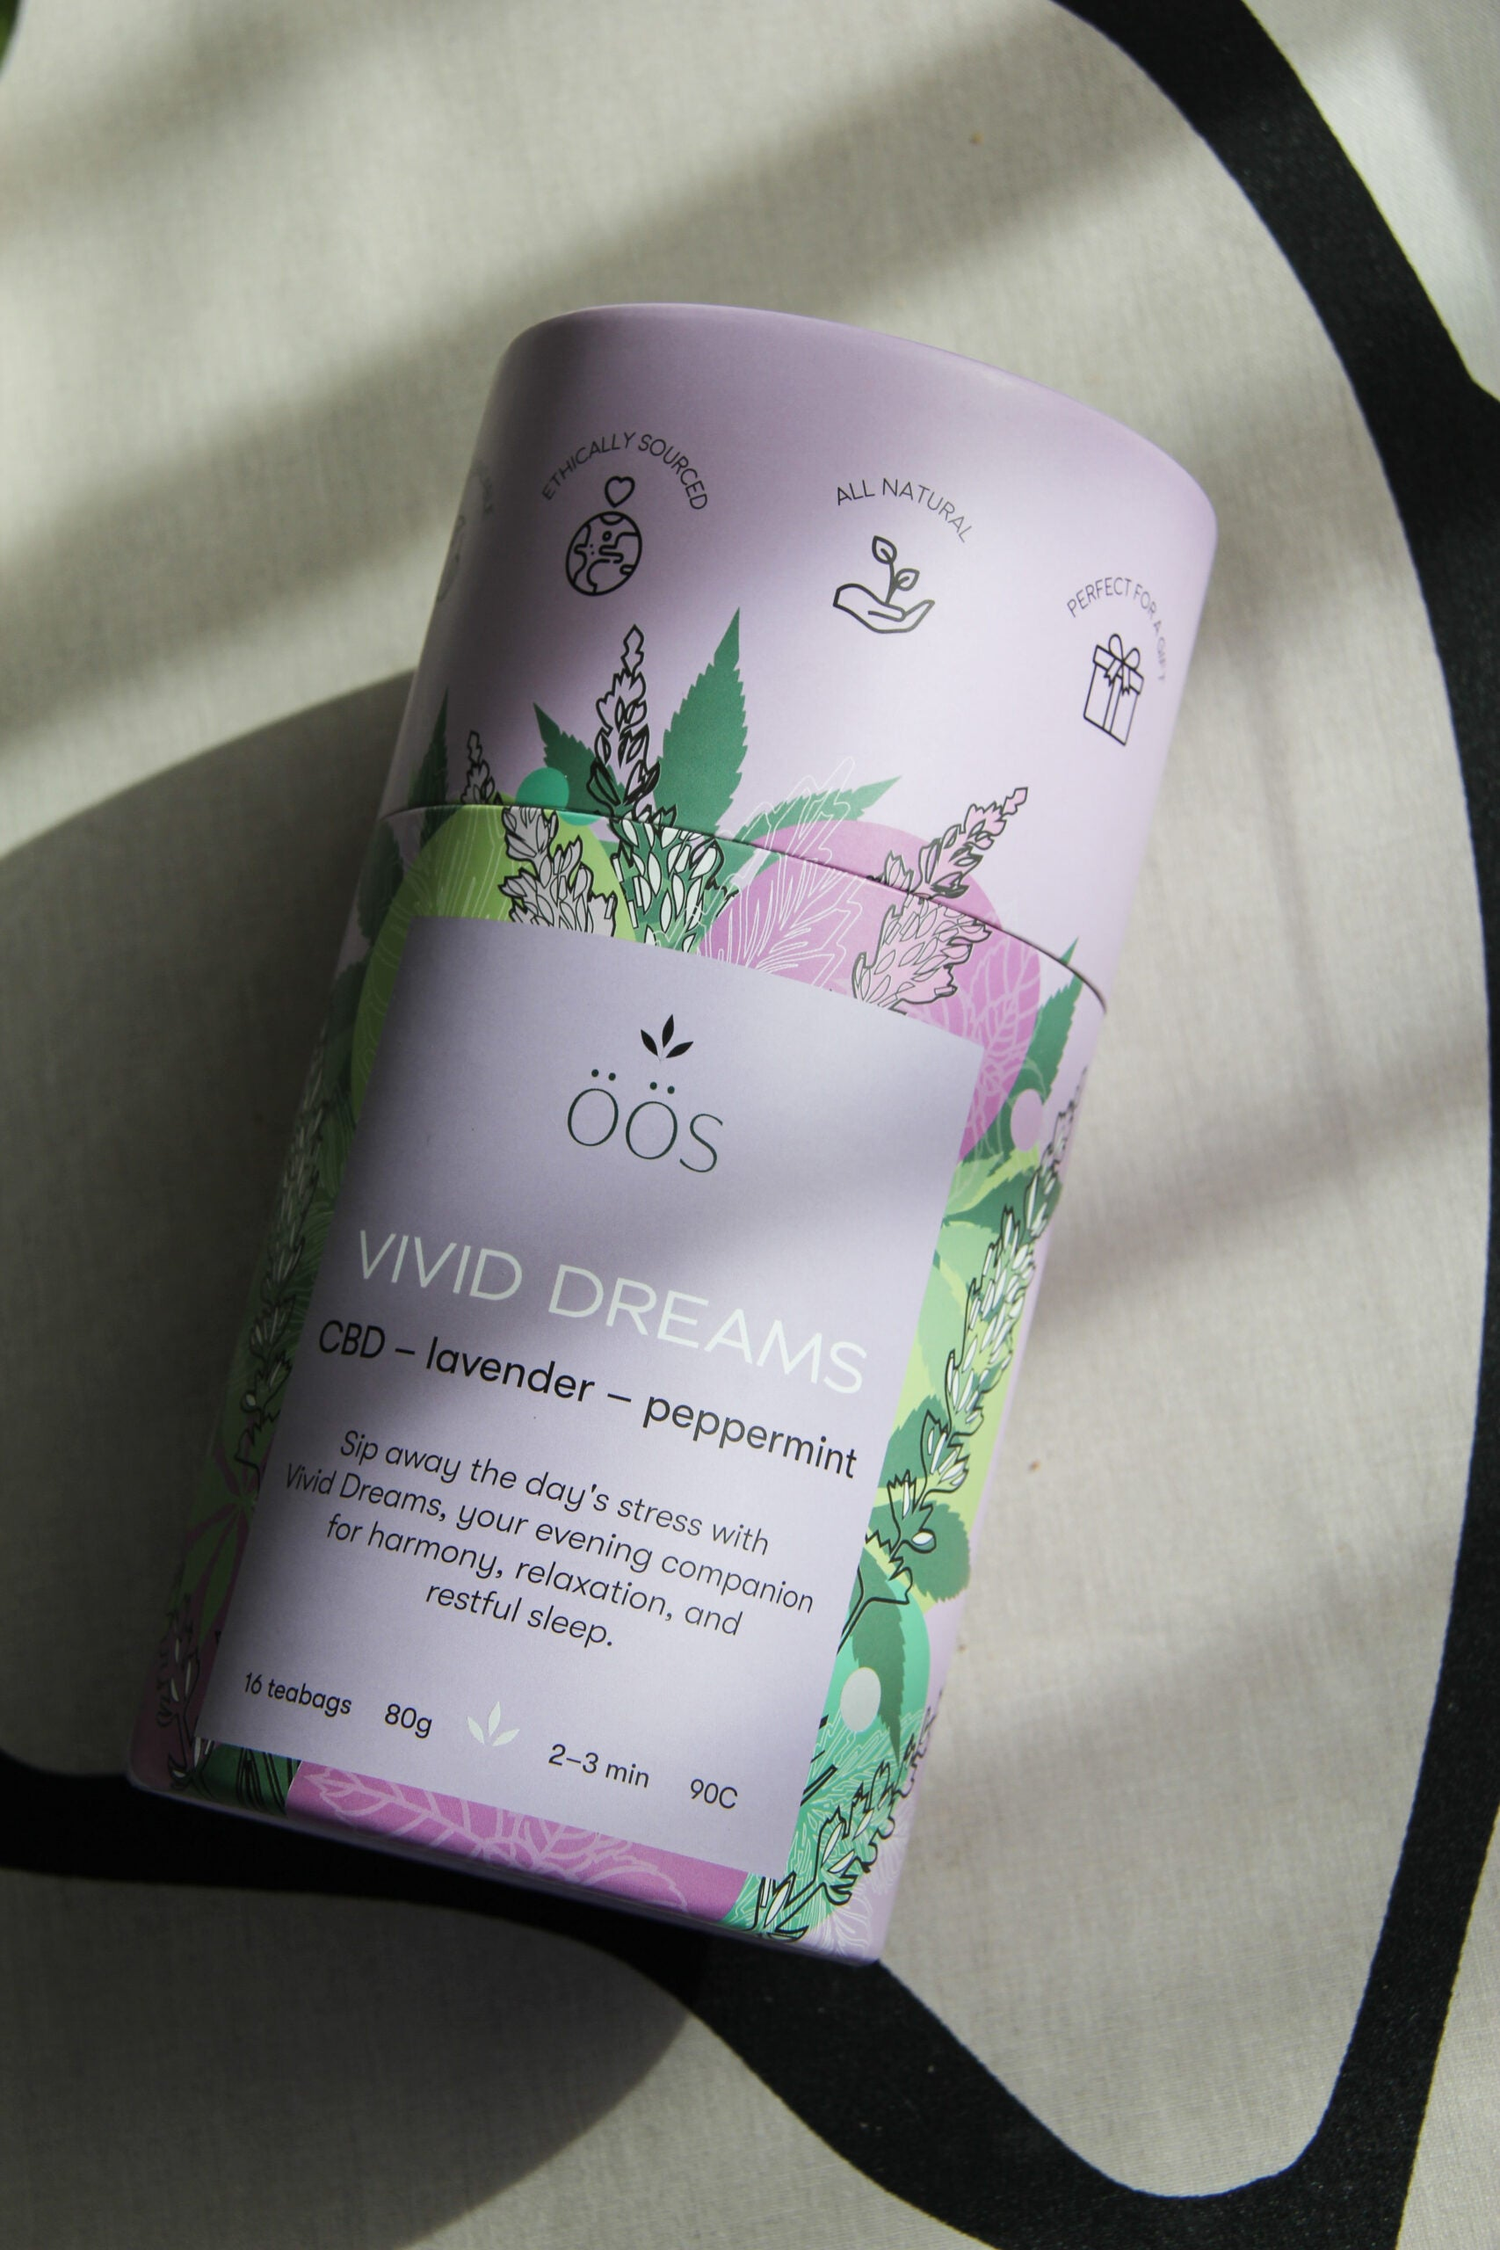 ETHICALLY SOURCED
ALL NATURAL
PERFECT FOR A GIFT
öös
VIVID DREAMS
CBD – lavender – peppermint
Sip away the day's stress with
Vivid Dreams, your evening companion
for harmony, relaxation, and
restful sleep.
16 teabags 80g 2–3 min 90C